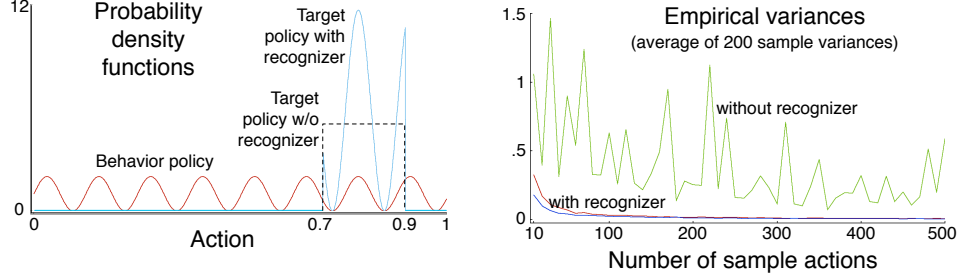 12
Probability
density
functions
Target
policy with
recognizer
Target
policy w/o
recognizer
Behavior policy
0
0
0.7
0.9
1
Action
Empirical variances
(average of 200 sample variances)
1.5
1
.5
0
without recognizer
with recognizer
10
100
200
300
400
500
Number of sample actions